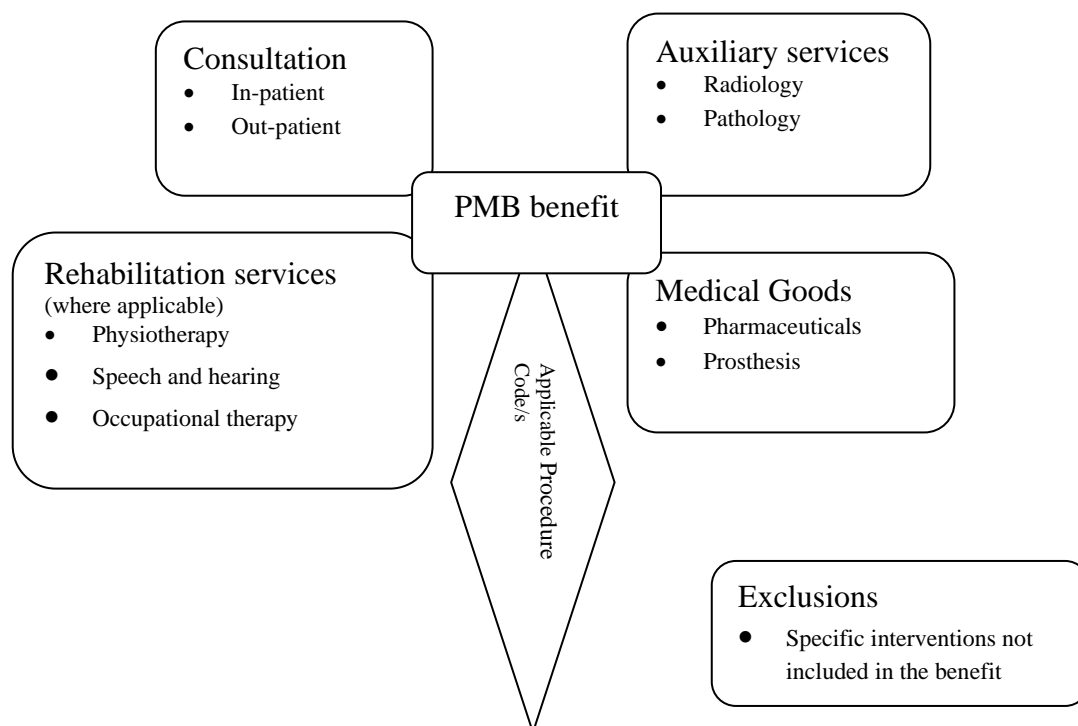 Consultation
• In-patient
• Out-patient
Auxiliary services
• Radiology
• Pathology
PMB benefit
Rehabilitation services
(where applicable)
• Physiotherapy
• Speech and hearing
• Occupational therapy
Medical Goods
• Pharmaceuticals
• Prosthesis
Applicable Procedure
Code/s
Exclusions
• Specific interventions not
included in the benefit